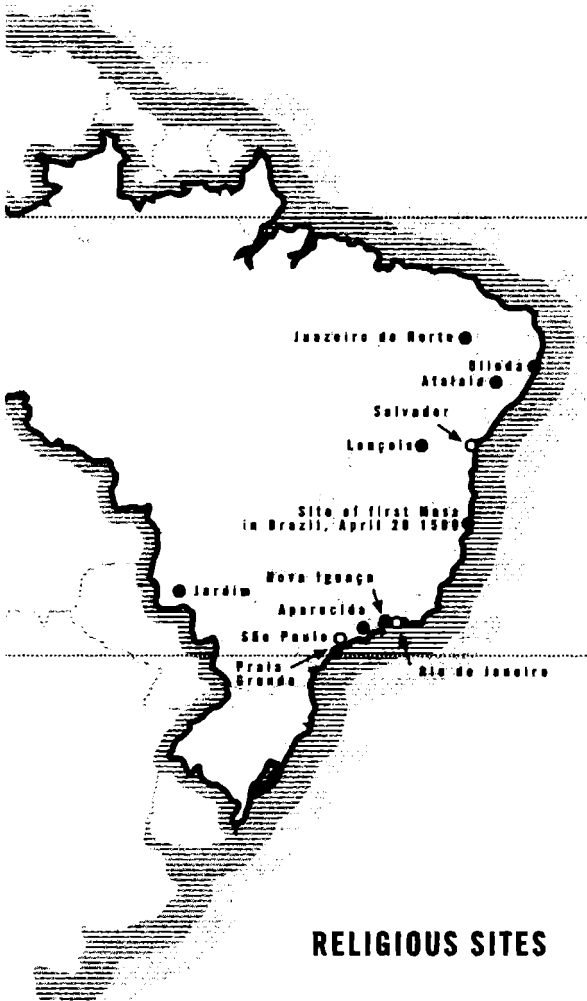 Juazeiro do Norte
Olinda
Atalaia
Salvador
Lençois
Site of first Mass
in Brazil, April 26 1500
Nova Iguaçu
Jardim
Aparecida
São Paulo
Praia
Grande
Rio de Janeiro
RELIGIOUS SITES